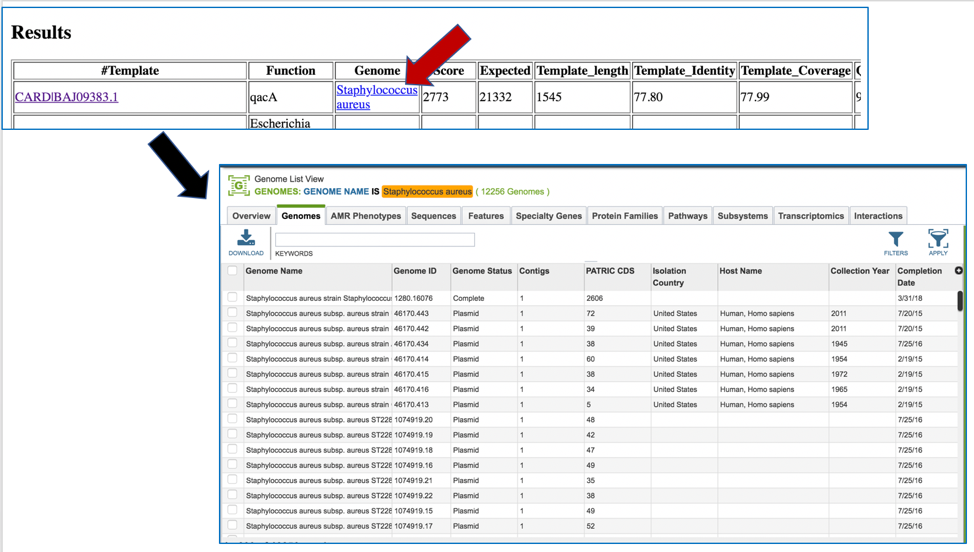 Results
#Template Function Genome Score Expected Template_length Template_Identity Template_Coverage
CARD|BAJ09383.1 qacA Staphylococcus aureus 2773 21332 1545 77.80 77.99 9
Escherichia
Genome List View
GENOMES: GENOME NAME IS Staphylococcus aureus ( 12256 Genomes )
Overview Genomes AMR Phenotypes Sequences Features Specialty Genes Protein Families Pathways Subsystems Transcriptomics Interactions
DOWNLOAD KEYWORDS FILTERS APPLY
Genome Name Genome ID Genome Status Contigs PATRIC CDS Isolation Country Host Name Collection Year Completion Date
Staphylococcus aureus strain Staphylococcu 1280.16076 Complete 1 2606 3/31/18
Staphylococcus aureus subsp. aureus strain 46170.443 Plasmid 1 72 United States Human, Homo sapiens 2011 7/20/15
Staphylococcus aureus subsp. aureus strain 46170.442 Plasmid 1 39 United States Human, Homo sapiens 2011 7/20/15
Staphylococcus aureus subsp. aureus strain 46170.434 Plasmid 1 38 United States Human, Homo sapiens 1945 7/25/16
Staphylococcus aureus subsp. aureus strain 46170.414 Plasmid 1 60 United States Human, Homo sapiens 1954 2/19/15
Staphylococcus aureus subsp. aureus strain 46170.415 Plasmid 1 38 United States Human, Homo sapiens 1972 2/19/15
Staphylococcus aureus subsp. aureus strain 46170.416 Plasmid 1 34 United States Human, Homo sapiens 1965 2/19/15
Staphylococcus aureus subsp. aureus strain 46170.413 Plasmid 1 5 United States Human, Homo sapiens 1954 2/19/15
Staphylococcus aureus subsp. aureus ST228 1074919.20 Plasmid 1 48 7/25/16
Staphylococcus aureus subsp. aureus ST228 1074919.19 Plasmid 1 42 7/25/16
Staphylococcus aureus subsp. aureus ST228 1074919.18 Plasmid 1 47 7/25/16
Staphylococcus aureus subsp. aureus ST228 1074919.16 Plasmid 1 49 7/25/16
Staphylococcus aureus subsp. aureus ST228 1074919.21 Plasmid 1 35 7/25/16
Staphylococcus aureus subsp. aureus ST228 1074919.22 Plasmid 1 38 7/25/16
Staphylococcus aureus subsp. aureus ST228 1074919.15 Plasmid 1 49 7/25/16
Staphylococcus aureus subsp. aureus ST228 1074919.17 Plasmid 1 52 7/25/16